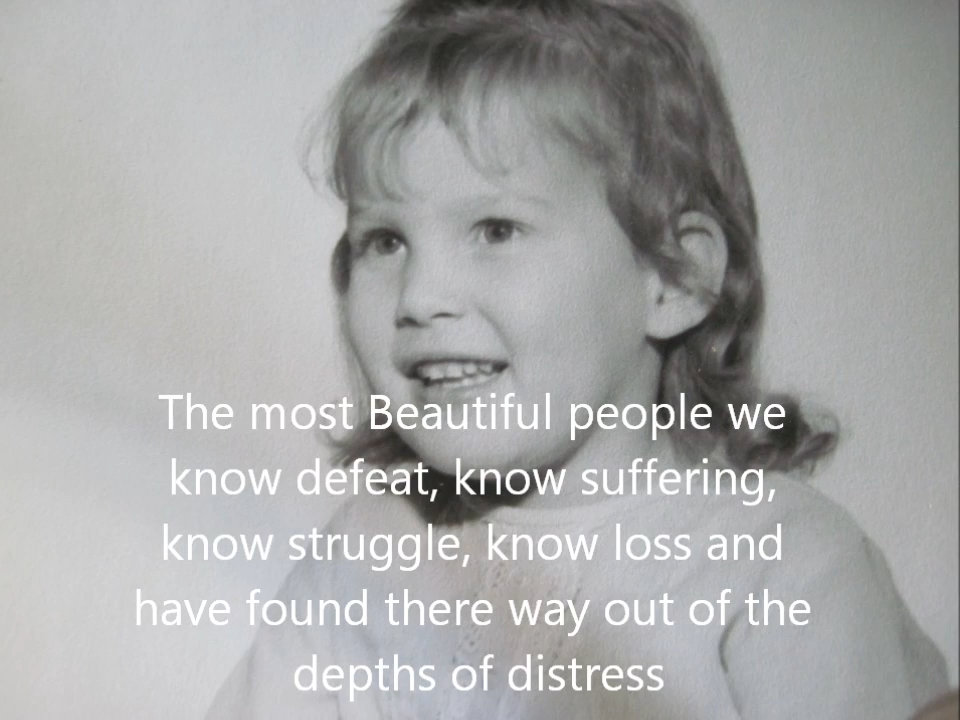 The most Beautiful people we
know defeat, know suffering,
know struggle, know loss and
have found there way out of the
depths of distress